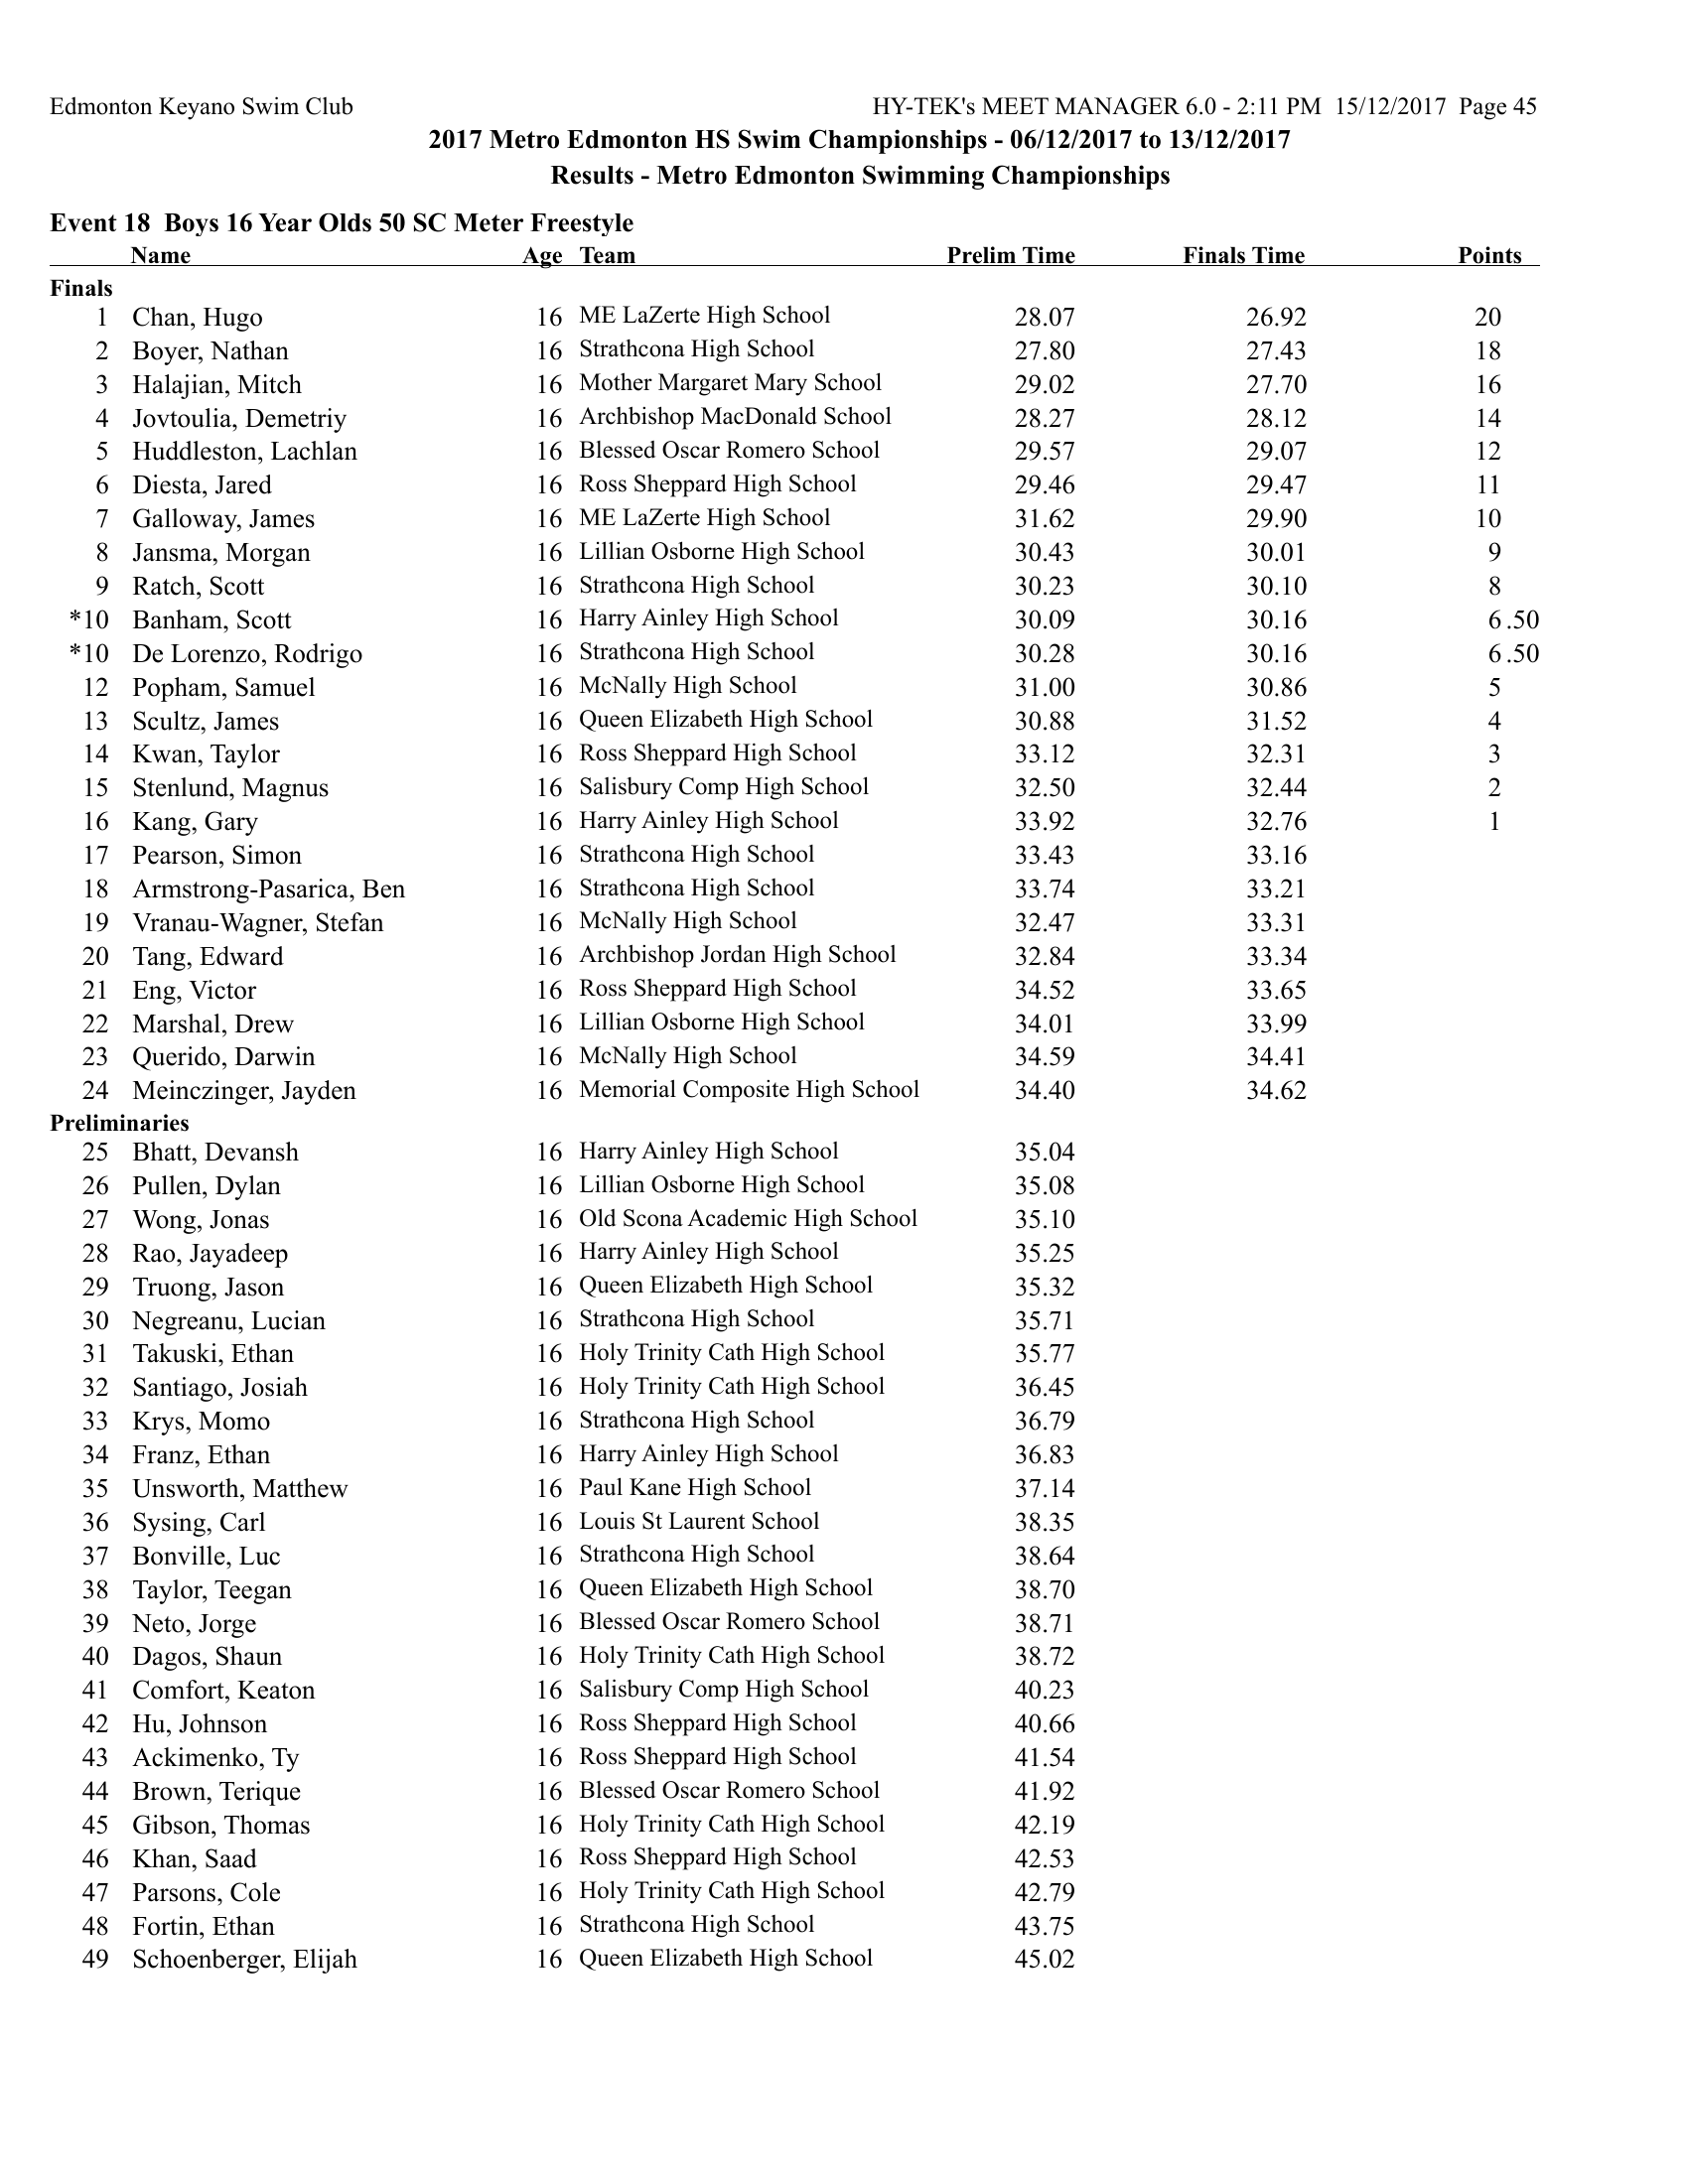 Edmonton Keyano Swim Club HY-TEK's MEET MANAGER 6.0 - 2:11 PM 15/12/2017 Page 45
2017 Metro Edmonton HS Swim Championships - 06/12/2017 to 13/12/2017
Results - Metro Edmonton Swimming Championships
Event 18 Boys 16 Year Olds 50 SC Meter Freestyle
Name Age Team Prelim Time Finals Time Points
Finals
1 Chan, Hugo 16 ME LaZerte High School 28.07 26.92 20
2 Boyer, Nathan 16 Strathcona High School 27.80 27.43 18
3 Halajian, Mitch 16 Mother Margaret Mary School 29.02 27.70 16
4 Jovtoulia, Demetriy 16 Archbishop MacDonald School 28.27 28.12 14
5 Huddleston, Lachlan 16 Blessed Oscar Romero School 29.57 29.07 12
6 Diesta, Jared 16 Ross Sheppard High School 29.46 29.47 11
7 Galloway, James 16 ME LaZerte High School 31.62 29.90 10
8 Jansma, Morgan 16 Lillian Osborne High School 30.43 30.01 9
9 Ratch, Scott 16 Strathcona High School 30.23 30.10 8
*10 Banham, Scott 16 Harry Ainley High School 30.09 30.16 6.50
*10 De Lorenzo, Rodrigo 16 Strathcona High School 30.28 30.16 6.50
12 Popham, Samuel 16 McNally High School 31.00 30.86 5
13 Scultz, James 16 Queen Elizabeth High School 30.88 31.52 4
14 Kwan, Taylor 16 Ross Sheppard High School 33.12 32.31 3
15 Stenlund, Magnus 16 Salisbury Comp High School 32.50 32.44 2
16 Kang, Gary 16 Harry Ainley High School 33.92 32.76 1
17 Pearson, Simon 16 Strathcona High School 33.43 33.16
18 Armstrong-Pasarica, Ben 16 Strathcona High School 33.74 33.21
19 Vranau-Wagner, Stefan 16 McNally High School 32.47 33.31
20 Tang, Edward 16 Archbishop Jordan High School 32.84 33.34
21 Eng, Victor 16 Ross Sheppard High School 34.52 33.65
22 Marshal, Drew 16 Lillian Osborne High School 34.01 33.99
23 Querido, Darwin 16 McNally High School 34.59 34.41
24 Meinczinger, Jayden 16 Memorial Composite High School 34.40 34.62
Preliminaries
25 Bhatt, Devansh 16 Harry Ainley High School 35.04
26 Pullen, Dylan 16 Lillian Osborne High School 35.08
27 Wong, Jonas 16 Old Scona Academic High School 35.10
28 Rao, Jayadeep 16 Harry Ainley High School 35.25
29 Truong, Jason 16 Queen Elizabeth High School 35.32
30 Negreanu, Lucian 16 Strathcona High School 35.71
31 Takuski, Ethan 16 Holy Trinity Cath High School 35.77
32 Santiago, Josiah 16 Holy Trinity Cath High School 36.45
33 Krys, Momo 16 Strathcona High School 36.79
34 Franz, Ethan 16 Harry Ainley High School 36.83
35 Unsworth, Matthew 16 Paul Kane High School 37.14
36 Sysing, Carl 16 Louis St Laurent School 38.35
37 Bonville, Luc 16 Strathcona High School 38.64
38 Taylor, Teegan 16 Queen Elizabeth High School 38.70
39 Neto, Jorge 16 Blessed Oscar Romero School 38.71
40 Dagos, Shaun 16 Holy Trinity Cath High School 38.72
41 Comfort, Keaton 16 Salisbury Comp High School 40.23
42 Hu, Johnson 16 Ross Sheppard High School 40.66
43 Ackimenko, Ty 16 Ross Sheppard High School 41.54
44 Brown, Terique 16 Blessed Oscar Romero School 41.92
45 Gibson, Thomas 16 Holy Trinity Cath High School 42.19
46 Khan, Saad 16 Ross Sheppard High School 42.53
47 Parsons, Cole 16 Holy Trinity Cath High School 42.79
48 Fortin, Ethan 16 Strathcona High School 43.75
49 Schoenberger, Elijah 16 Queen Elizabeth High School 45.02